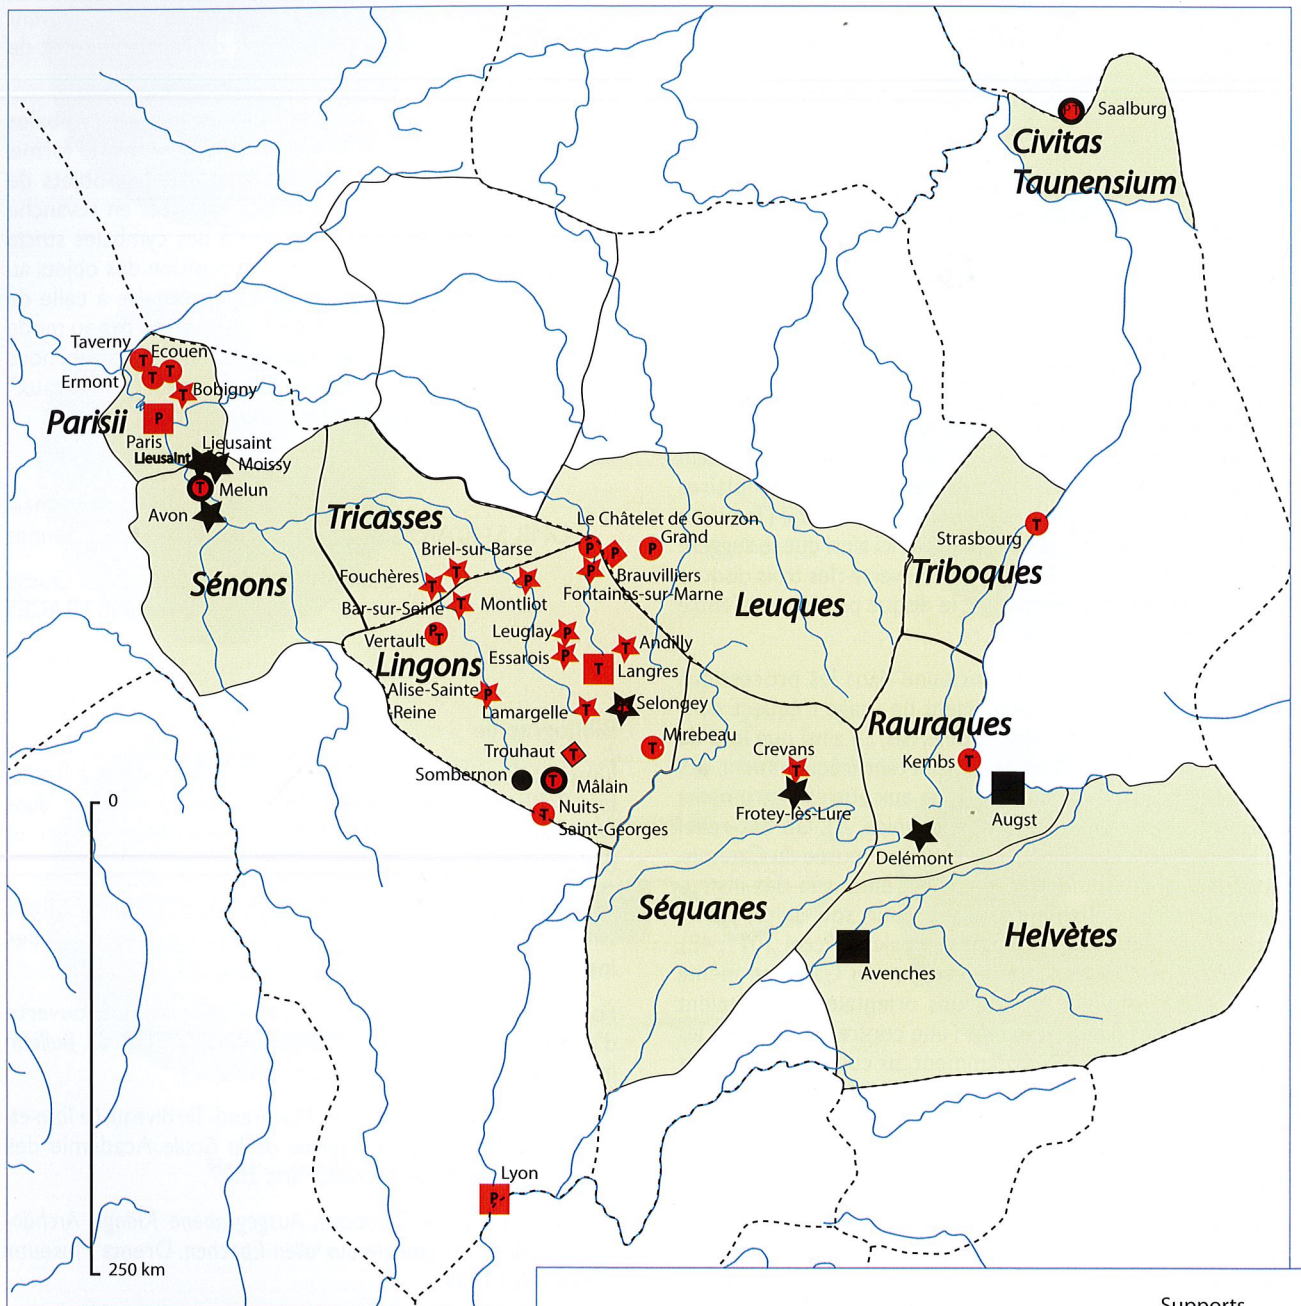 Saalburg
PT
Civitas
Taunensium
Taverny
Ecouen
T
T
T
Ermont
T
Bobigny
Parisii
P
Paris
Lieusaint
Lieusaint
Moissy
T
Melun
Avon
Tricasses
Le Châtelet de Gourzon
Grand
T
Strasbourg
P
P
P
Briel-sur-Barse
T
P
Brauvilliers
Triboques
Fouchères
T
P
Fontaines-sur-Marne
Sénons
Bar-sur-Seine
T
Montliot
Leuques
Vertault
P
T
Leuglay
P
T
Andilly
Lingons
Essarois
P
T
Langres
Alise-Sainte
-Reine
P
Lamargelle
T
T
Selongey
Rauraques
Mirebeau
T
Trouhaut
T
Crevans
T
Kembs
T
Sombernon
T
Mâlain
Nuits-
Saint-Georges
T
Frotey-lès-Lure
Augst
0
Delémont
Séquanes
Helvètes
Avenches
Lyon
P
250 km
Supports